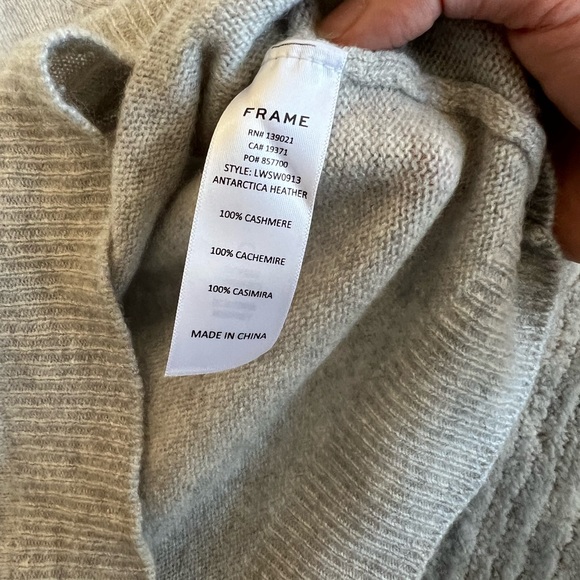 FRAME
RN# 139021
CA# 19371
PO# 857700
STYLE: LWSW0913
ANTARCTICA HEATHER
100% CASHMERE
100% CACHEMIRE
100% CASIMIRA
MADE IN CHINA